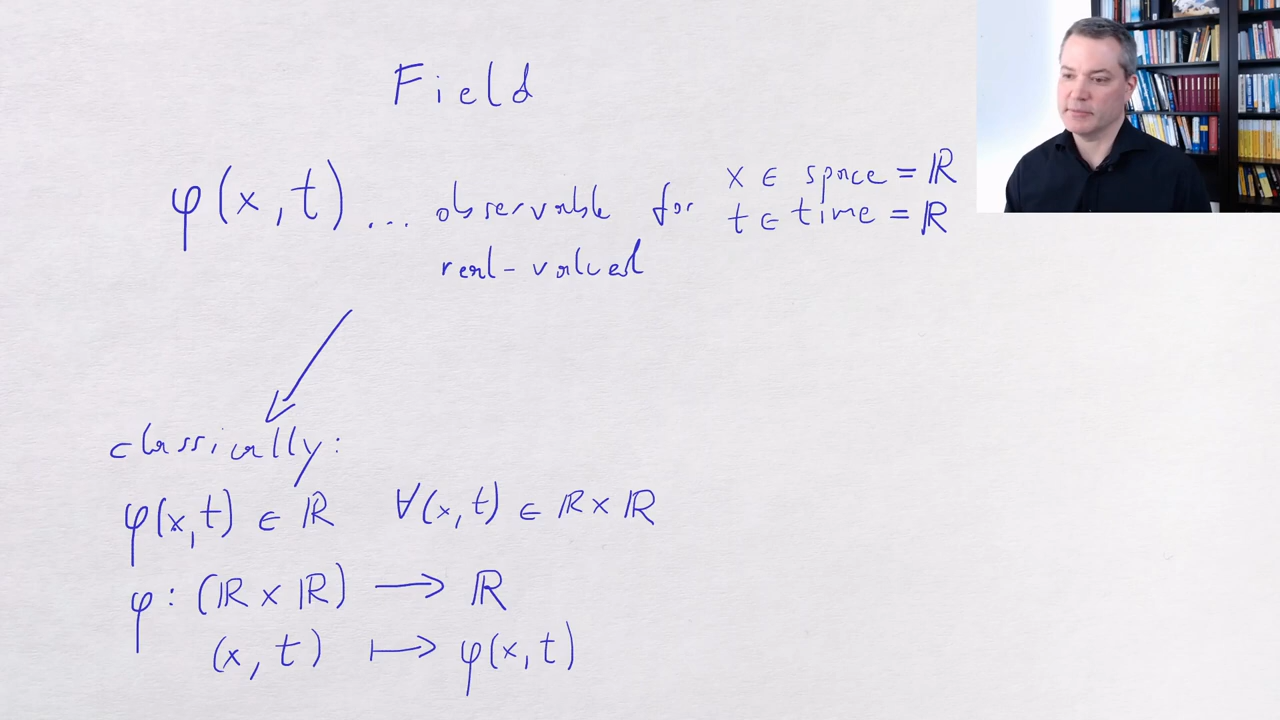 Field
φ(x,t) ... observable for x ∈ space = ℝ
t ∈ time = ℝ
real-valued
classically:
φ(x,t) ∈ ℝ ∀(x,t) ∈ ℝ × ℝ
φ : (ℝ × ℝ) ⟶ ℝ
(x,t) ⟼ φ(x,t)